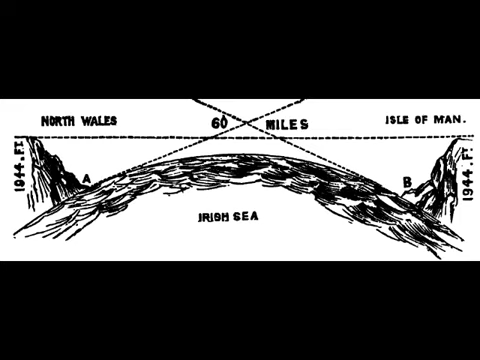 NORTH WALES
60 MILES
ISLE OF MAN.
1944.FT.
A
B
1944.FT
IRISH SEA